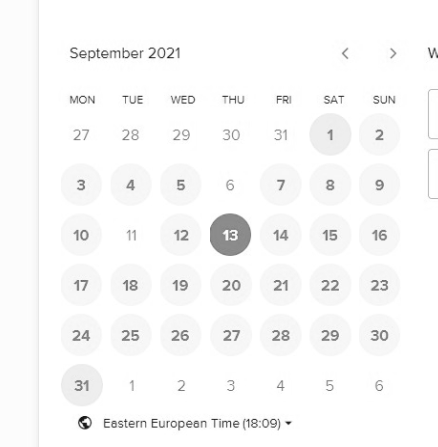 September 2021
W
MON TUE WED THU FRI SAT SUN
27 28 29 30 31 1 2
3 4 5 6 7 8 9
10 11 12 13 14 15 16
17 18 19 20 21 22 23
24 25 26 27 28 29 30
31 1 2 3 4 5 6
Eastern European Time (18:09)